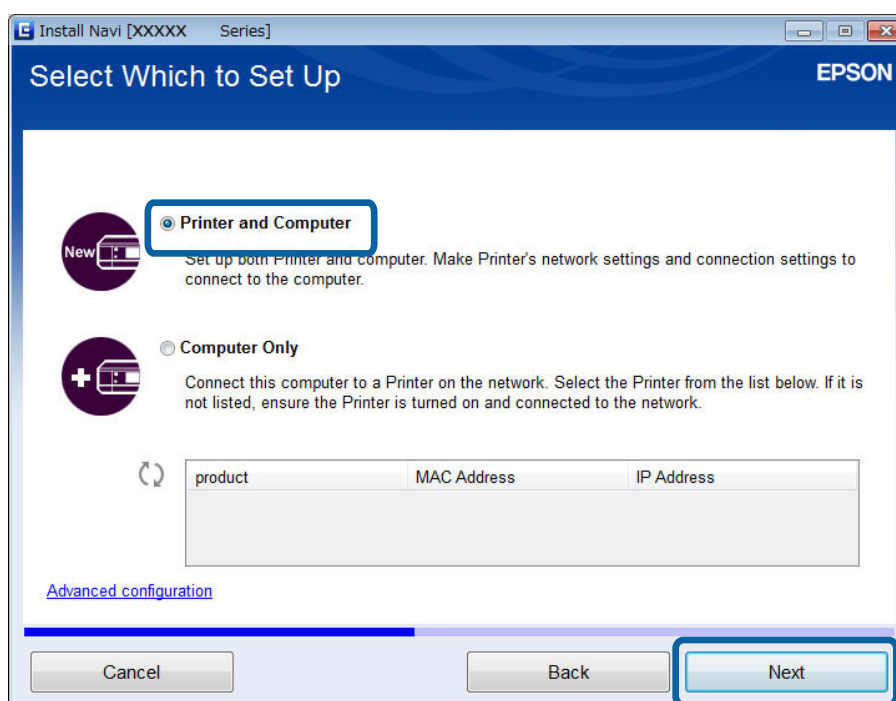 Install Navi [XXXXX Series]
Select Which to Set Up
EPSON
New
Printer and Computer
Set up both Printer and computer. Make Printer's network settings and connection settings to
connect to the computer.
Computer Only
Connect this computer to a Printer on the network. Select the Printer from the list below. If it is
not listed, ensure the Printer is turned on and connected to the network.
product MAC Address IP Address
Advanced configuration
Cancel Back Next